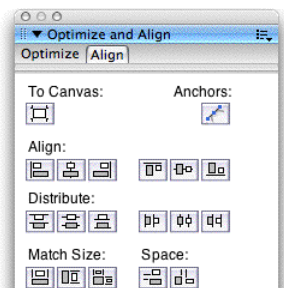 Optimize and Align
Optimize Align
To Canvas: Anchors:
Align:
Distribute:
Match Size: Space: